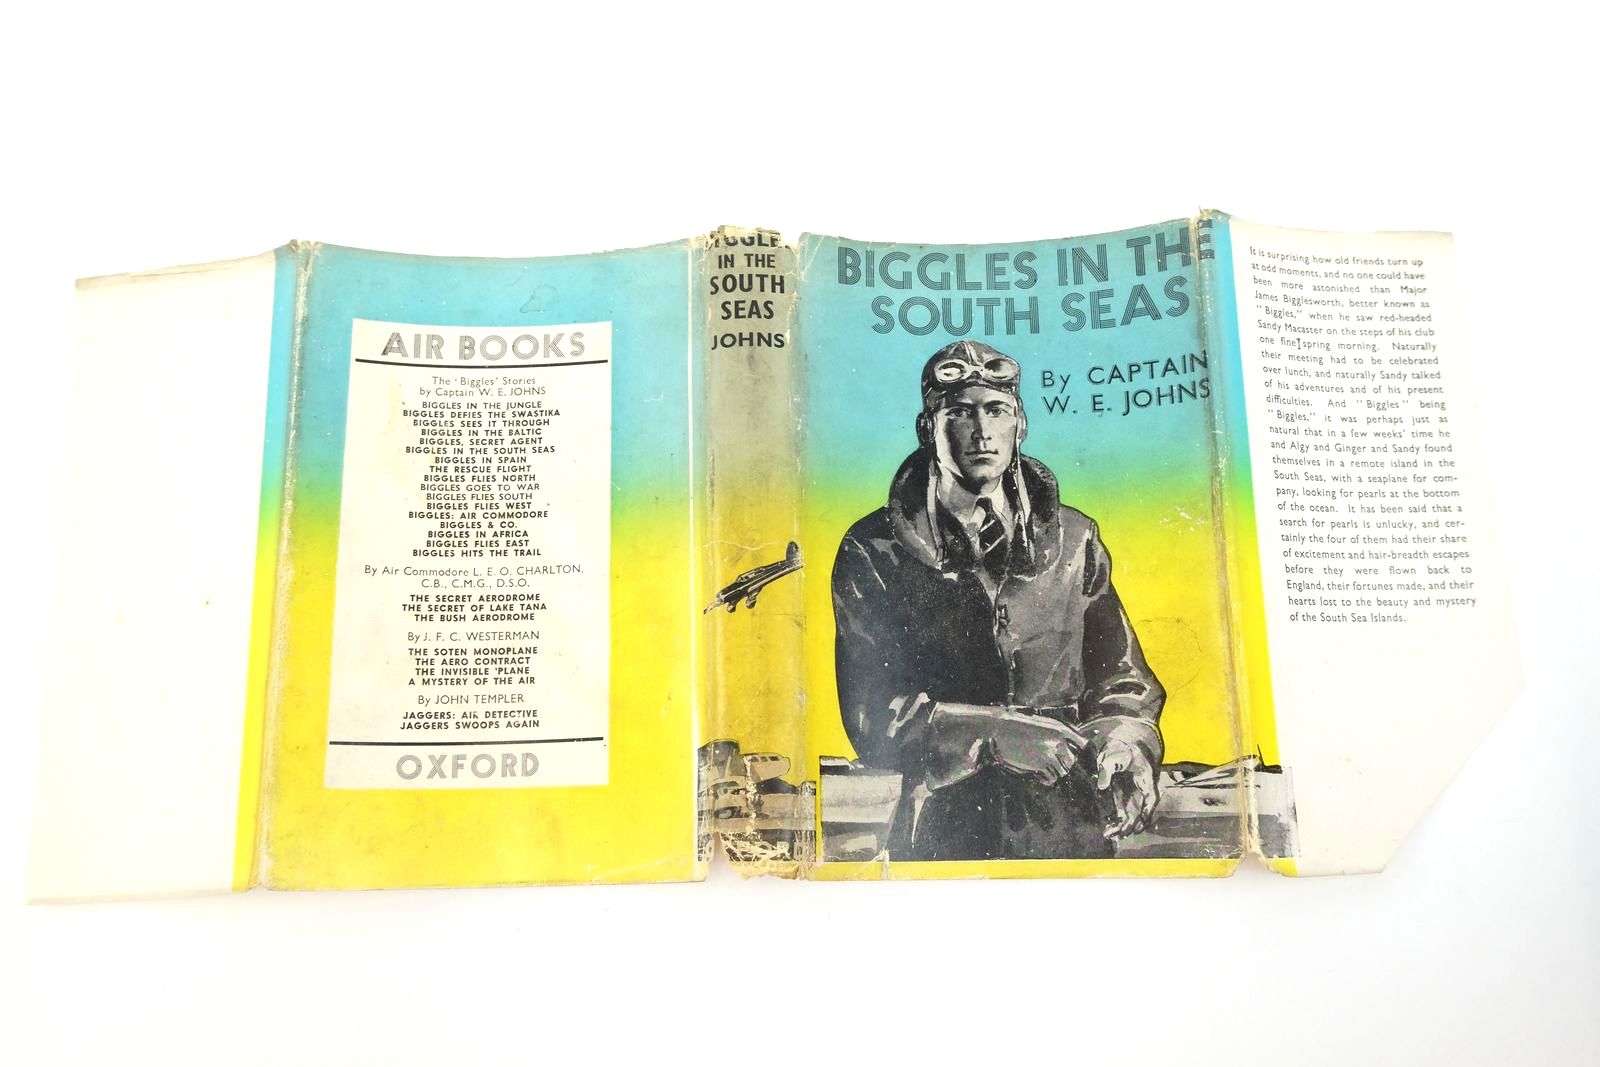 AIR BOOKS
The 'Biggles' Stories
by Captain W. E. JOHNS
BIGGLES IN THE JUNGLE
BIGGLES DEFIES THE SWASTIKA
BIGGLES SEES IT THROUGH
BIGGLES IN THE BALTIC
BIGGLES, SECRET AGENT
BIGGLES IN THE SOUTH SEAS
BIGGLES IN SPAIN
THE RESCUE FLIGHT
BIGGLES FLIES NORTH
BIGGLES GOES TO WAR
BIGGLES FLIES SOUTH
BIGGLES FLIES WEST
BIGGLES: AIR COMMODORE
BIGGLES & CO.
BIGGLES IN AFRICA
BIGGLES FLIES EAST
BIGGLES HITS THE TRAIL
By Air Commodore L. E. O. CHARLTON,
C.B., C.M.G., D.S.O.
THE SECRET AERODROME
THE SECRET OF LAKE TANA
THE BUSH AERODROME
By J. F. C. WESTERMAN
THE SOTEN MONOPLANE
THE AERO CONTRACT
THE INVISIBLE 'PLANE
A MYSTERY OF THE AIR
By JOHN TEMPLER
JAGGERS: AIR DETECTIVE
JAGGERS SWOOPS AGAIN
OXFORD
IN THE
SOUTH
SEAS
JOHNS
BIGGLES IN THE
SOUTH SEAS
By CAPTAIN
W. E. JOHNS
It is surprising how old friends turn up
at odd moments, and no one could have
been more astonished than Major
James Bigglesworth, better known as
"Biggles," when he saw red-headed
Sandy Macaster on the steps of his club
one fine spring morning. Naturally
their meeting had to be celebrated
over lunch, and naturally Sandy talked
of his adventures and of his present
difficulties. And "Biggles" being
"Biggles," it was perhaps just as
natural that in a few weeks' time he
and Algy and Ginger and Sandy found
themselves in a remote island in the
South Seas, with a seaplane for com-
pany, looking for pearls at the bottom
of the ocean. It has been said that a
search for pearls is unlucky, and cer-
tainly the four of them had their share
of excitement and hair-breadth escapes
before they were flown back to
England, their fortunes made, and their
hearts lost to the beauty and mystery
of the South Sea Islands.